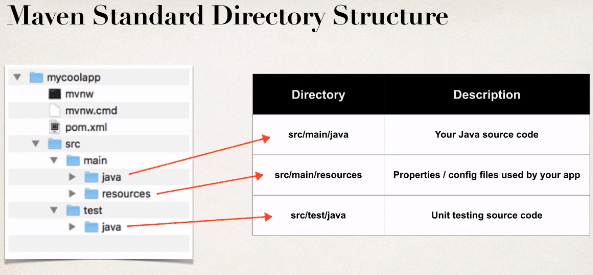 Maven Standard Directory Structure
mycoolapp
mvnw
mvnw.cmd
pom.xml
src
main
java
resources
test
java
Directory Description
src/main/java Your Java source code
src/main/resources Properties / config files used by your app
src/test/java Unit testing source code